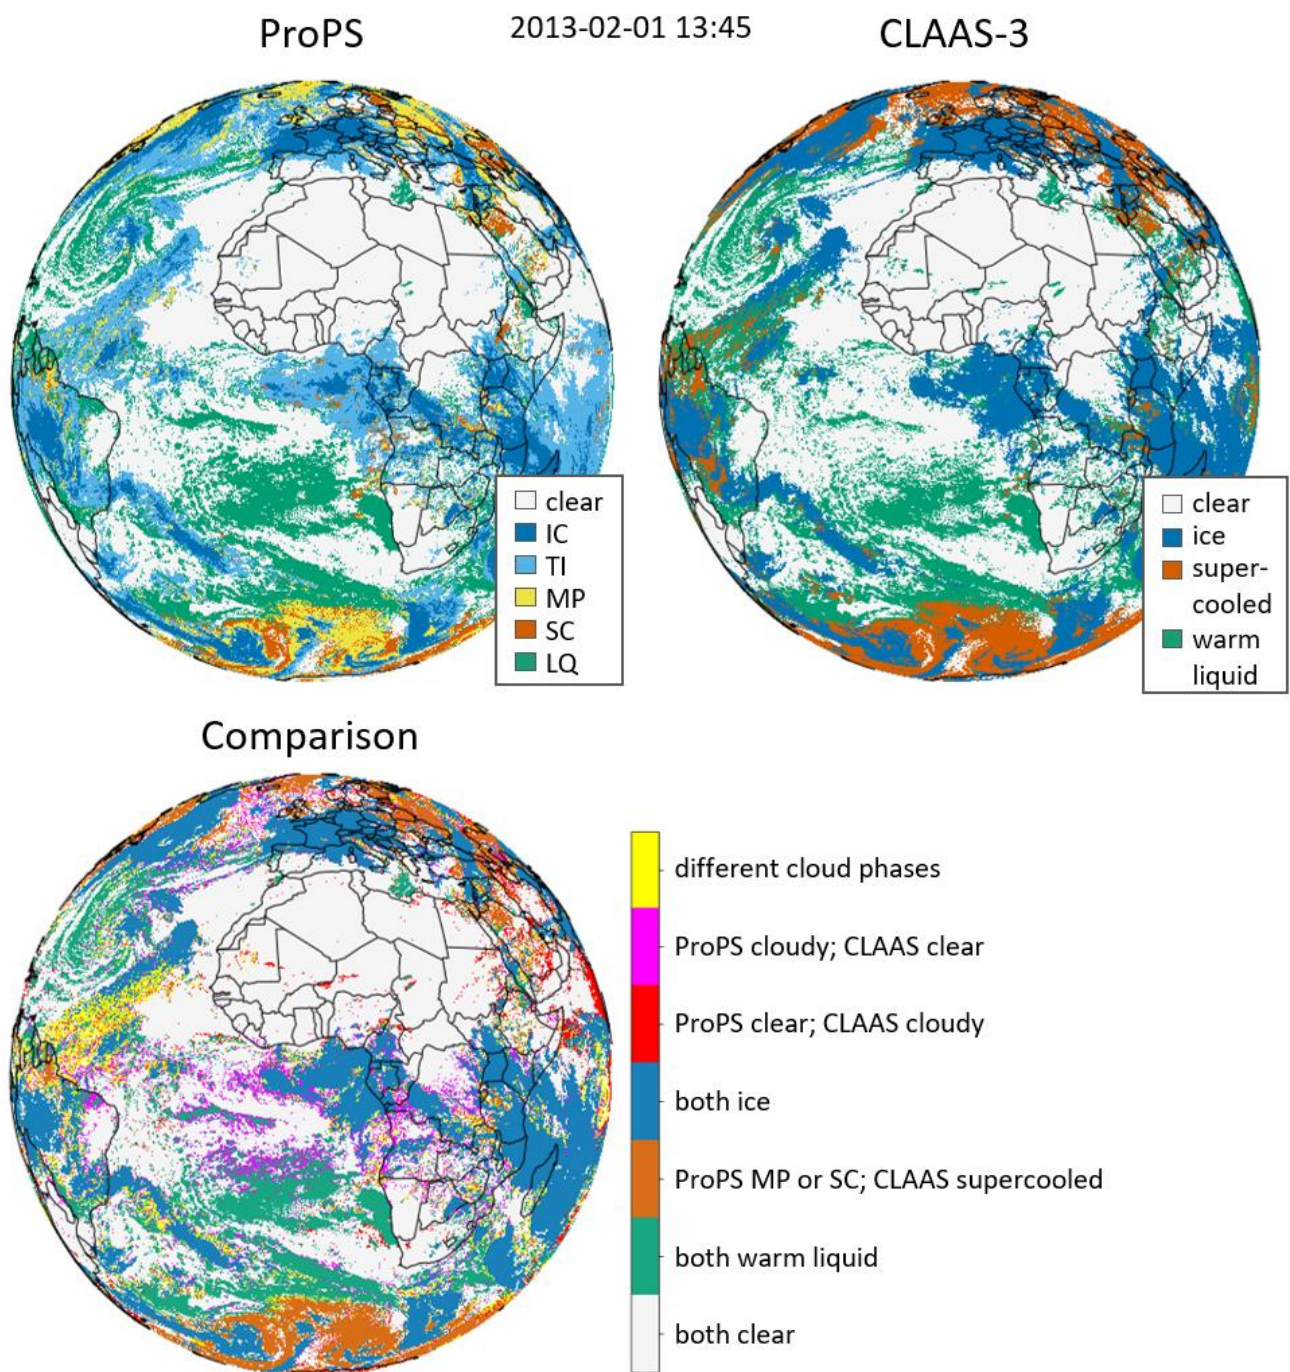 ProPS
2013-02-01 13:45
CLAAS-3
clear
IC
TI
MP
SC
LQ
clear
ice
super-
cooled
warm
liquid
Comparison
different cloud phases
ProPS cloudy; CLAAS clear
ProPS clear; CLAAS cloudy
both ice
ProPS MP or SC; CLAAS supercooled
both warm liquid
both clear